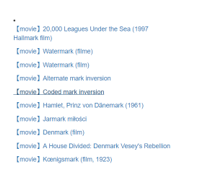 【movie】20,000 Leagues Under the Sea (1997
Hallmark film)
【movie】Watermark (filme)
【movie】Watermark (film)
【movie】Alternate mark inversion
【movie】Coded mark inversion
【movie】Hamlet, Prinz von Dänemark (1961)
【movie】Jarmark miłości
【movie】Denmark (film)
【movie】A House Divided: Denmark Vesey's Rebellion
【movie】Kœnigsmark (film, 1923)